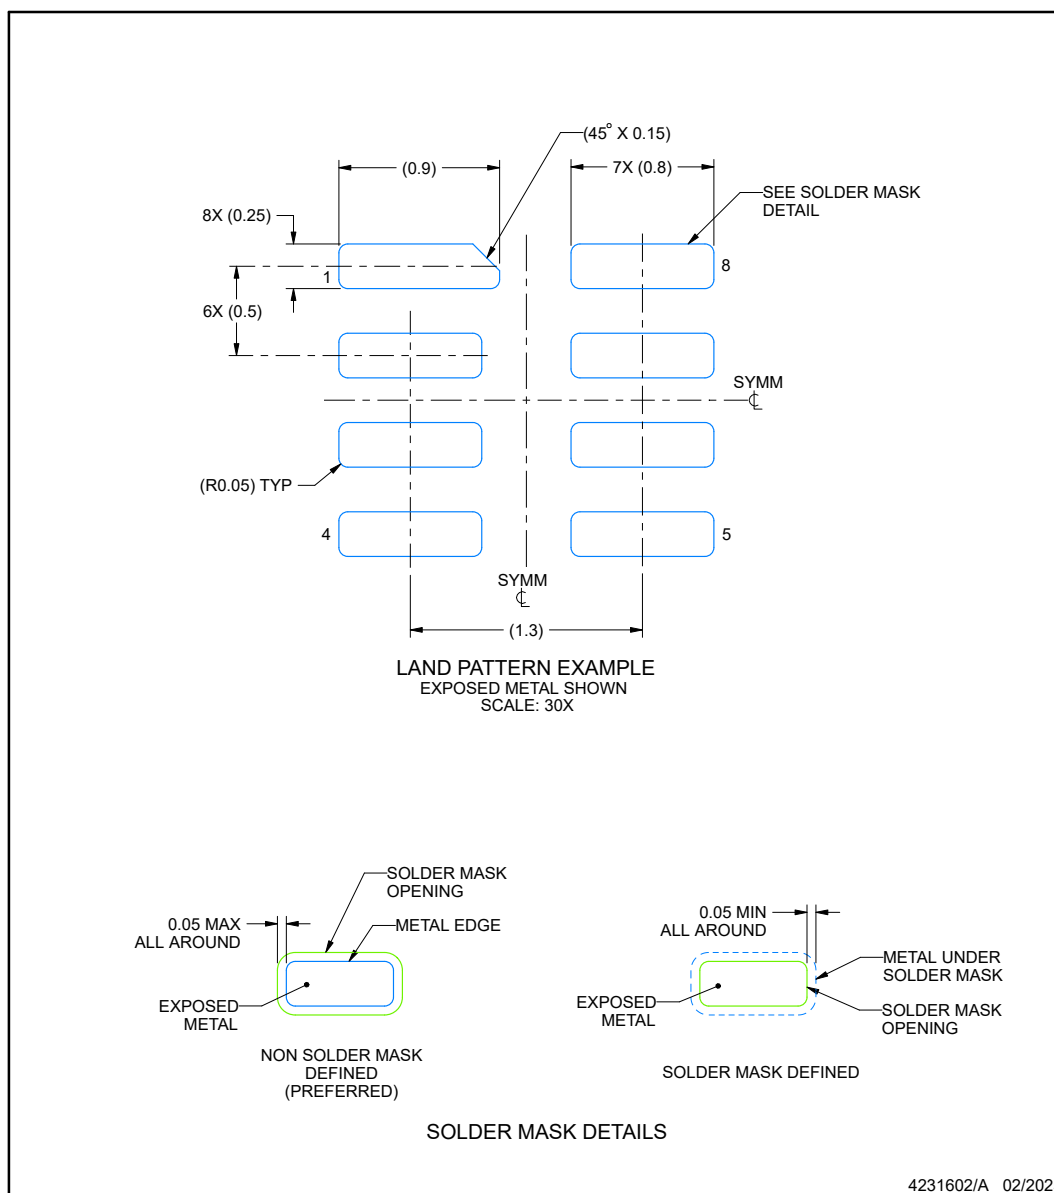 (45° X 0.15)
(0.9)
7X (0.8)
SEE SOLDER MASK
DETAIL
8X (0.25)
1
8
6X (0.5)
SYMM
℄
(R0.05) TYP
4
5
SYMM
℄
(1.3)
LAND PATTERN EXAMPLE
EXPOSED METAL SHOWN
SCALE: 30X
SOLDER MASK
OPENING
0.05 MAX
ALL AROUND
METAL EDGE
EXPOSED
METAL
NON SOLDER MASK
DEFINED
(PREFERRED)
0.05 MIN
ALL AROUND
METAL UNDER
SOLDER MASK
EXPOSED
METAL
SOLDER MASK
OPENING
SOLDER MASK DEFINED
SOLDER MASK DETAILS
4231602/A 02/202